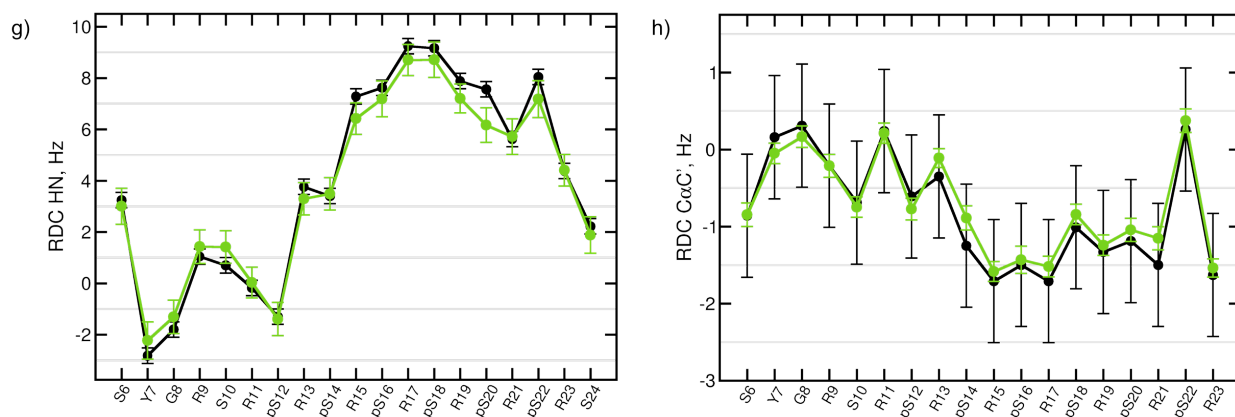 g)
RDC HN, Hz
10
8
6
4
2
0
-2
S6 Y7 G8 R9 S10 R11 pS12 R13 pS14 R15 pS16 R17 pS18 R19 pS20 R21 pS22 R23 S24
h)
RDC CαC', Hz
1
0
-1
-2
-3
S6 Y7 G8 R9 S10 R11 pS12 R13 pS14 R15 pS16 R17 pS18 R19 pS20 R21 pS22 R23